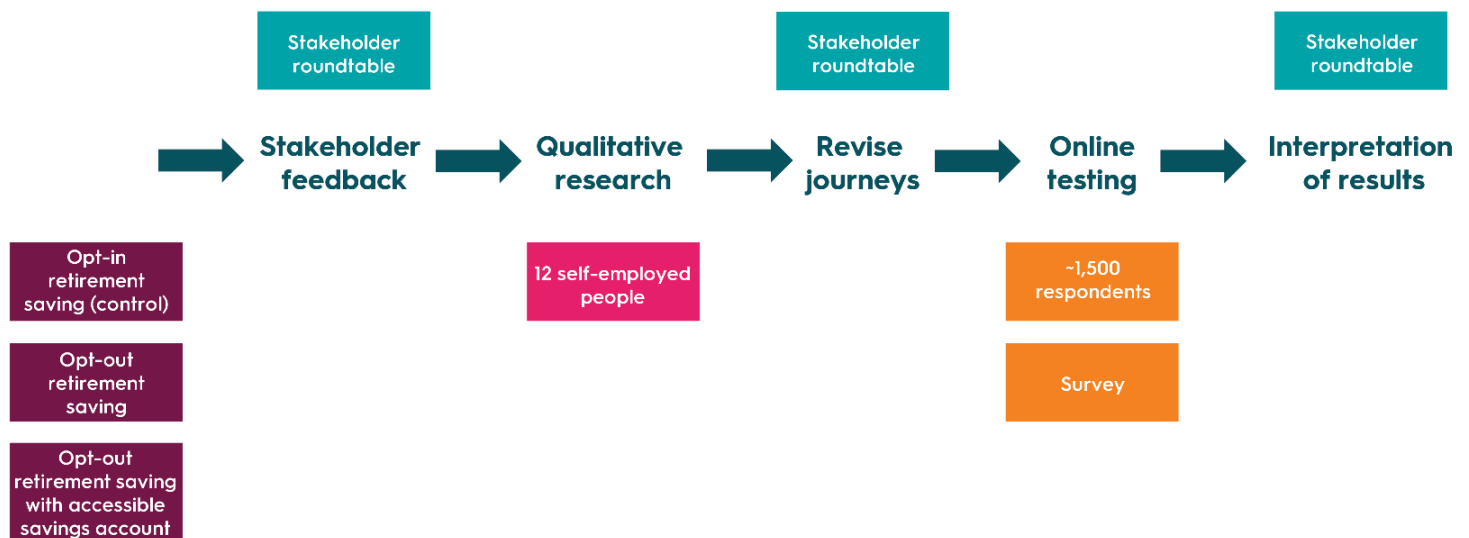 Stakeholder
roundtable
Stakeholder
roundtable
Stakeholder
roundtable
Stakeholder
feedback
Qualitative
research
Revise
journeys
Online
testing
Interpretation
of results
Opt-in
retirement
saving (control)
12 self-employed
people
~1,500
respondents
Opt-out
retirement
saving
Survey
Opt-out
retirement saving
with accessible
savings account